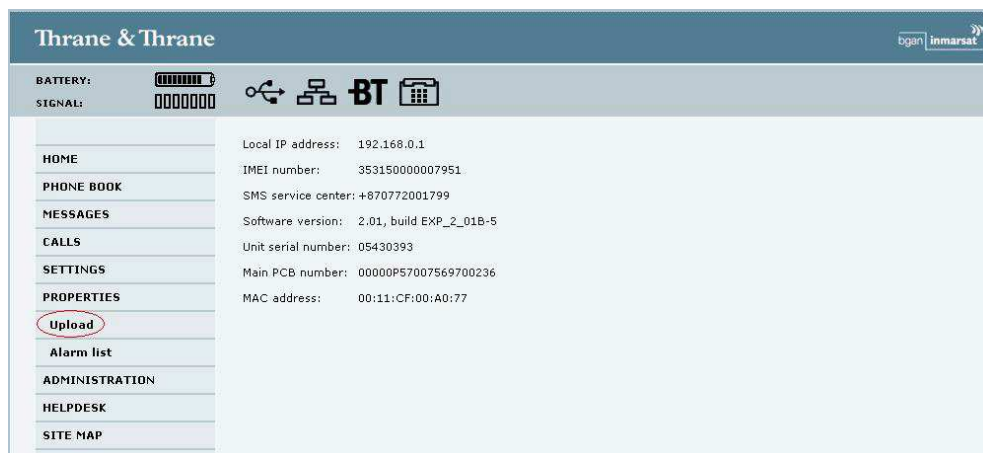 Thrane & Thrane
bgan inmarsat
BATTERY:
SIGNAL:
BT
HOME
PHONE BOOK
MESSAGES
CALLS
SETTINGS
PROPERTIES
Upload
Alarm list
ADMINISTRATION
HELPDESK
SITE MAP
Local IP address: 192.168.0.1
IMEI number: 353150000007951
SMS service center: +870772001799
Software version: 2.01, build EXP_2_01B-5
Unit serial number: 05430393
Main PCB number: 00000P57007569700236
MAC address: 00:11:CF:00:A0:77